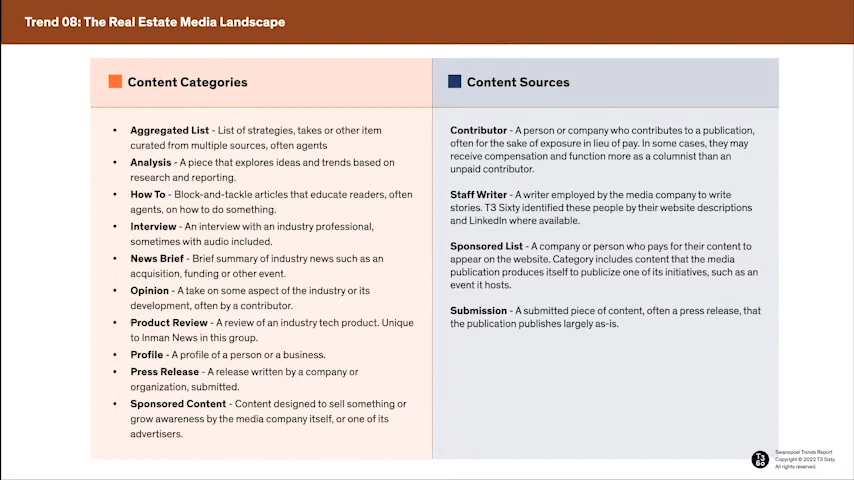 Trend 08: The Real Estate Media Landscape
Content Categories
• Aggregated List - List of strategies, takes or other item
curated from multiple sources, often agents
• Analysis - A piece that explores ideas and trends based on
research and reporting.
• How To - Block-and-tackle articles that educate readers, often
agents, on how to do something.
• Interview - An interview with an industry professional,
sometimes with audio included.
• News Brief - Brief summary of industry news such as an
acquisition, funding or other event.
• Opinion - A take on some aspect of the industry or its
development, often by a contributor.
• Product Review - A review of an industry tech product. Unique
to Inman News in this group.
• Profile - A profile of a person or a business.
• Press Release - A release written by a company or
organization, submitted.
• Sponsored Content - Content designed to sell something or
grow awareness by the media company itself, or one of its
advertisers.
Content Sources
Contributor - A person or company who contributes to a publication,
often for the sake of exposure in lieu of pay. In some cases, they may
receive compensation and function more as a columnist than an
unpaid contributor.
Staff Writer - A writer employed by the media company to write
stories. T3 Sixty identified these people by their website descriptions
and LinkedIn where available.
Sponsored List - A company or person who pays for their content to
appear on the website. Category includes content that the media
publication produces itself to publicize one of its initiatives, such as an
event it hosts.
Submission - A submitted piece of content, often a press release, that
the publication publishes largely as-is.
T3
60
Swanepoel Trends Report
Copyright © 2022 T3 Sixty.
All rights reserved.